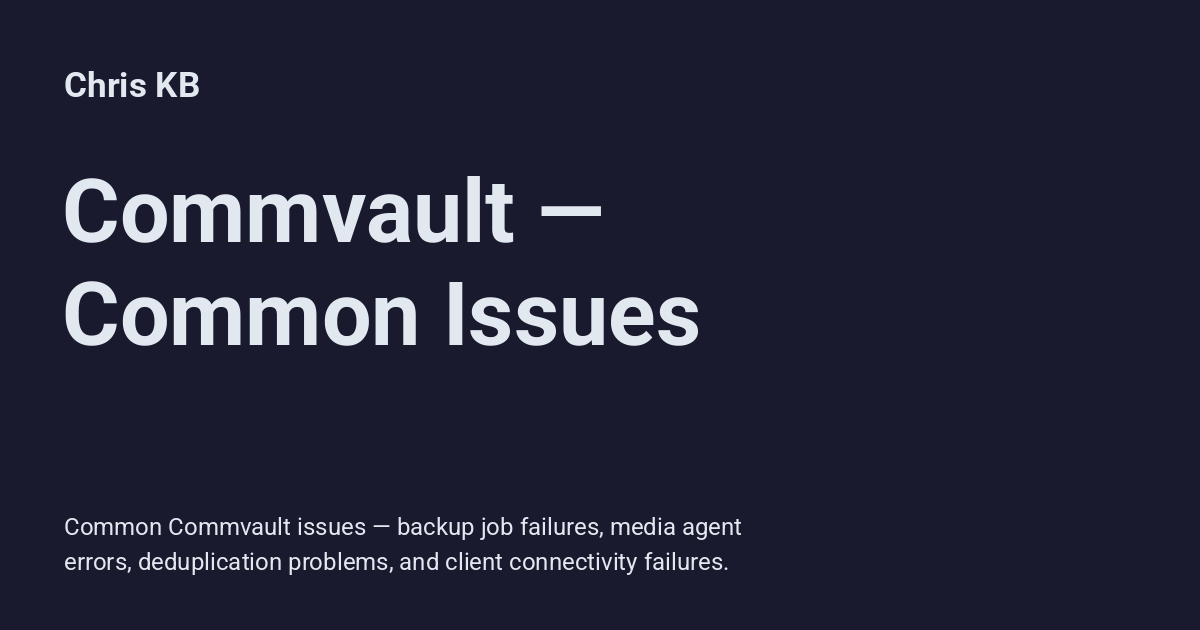 Chris KB
Commvault —
Common Issues
Common Commvault issues — backup job failures, media agent
errors, deduplication problems, and client connectivity failures.